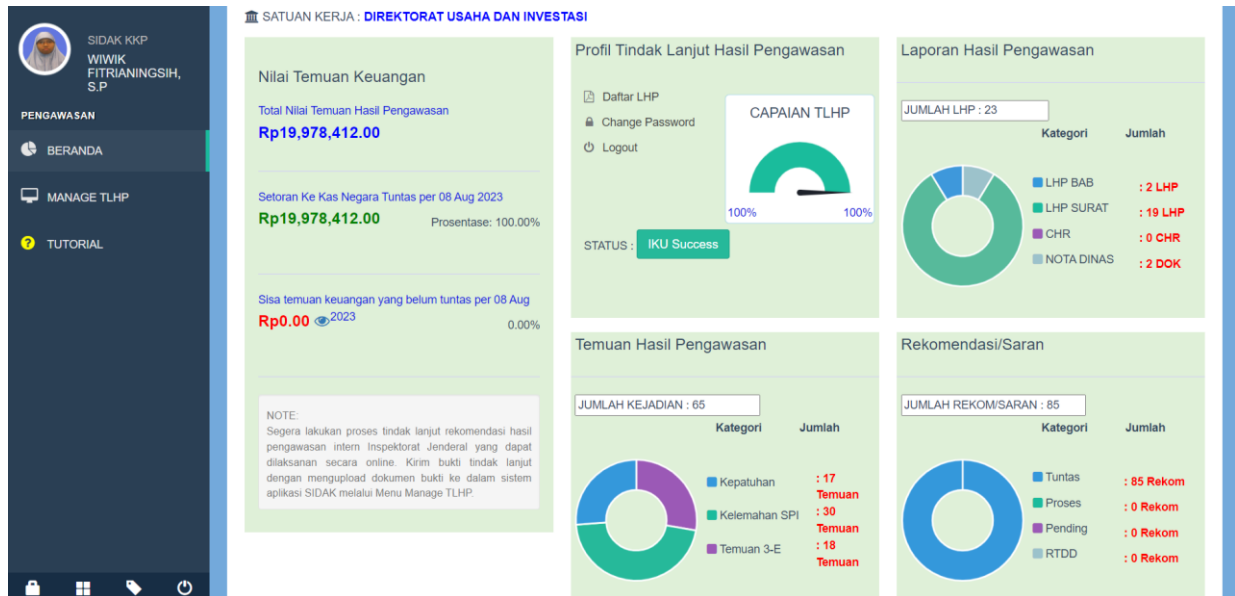 SATUAN KERJA : DIREKTORAT USAHA DAN INVESTASI
SIDAK KKP
WIWIK
FITRIANINGSIH,
S.P
PENGAWASAN
BERANDA
MANAGE TLHP
? TUTORIAL
Nilai Temuan Keuangan
Total Nilai Temuan Hasil Pengawasan
Rp19,978,412.00
Setoran Ke Kas Negara Tuntas per 08 Aug 2023
Rp19,978,412.00 Prosentase: 100.00%
Sisa temuan keuangan yang belum tuntas per 08 Aug
Rp0.00 2023
0.00%
NOTE:
Segera lakukan proses tindak lanjut rekomendasi hasil
pengawasan intern Inspektorat Jenderal yang dapat
dilaksanan secara online. Kirim bukti tindak lanjut
dengan mengupload dokumen bukti ke dalam sistem
aplikasi SIDAK melalui Menu Manage TLHP.
Profil Tindak Lanjut Hasil Pengawasan
Daftar LHP
Change Password
Logout
CAPAIAN TLHP
100% 100%
STATUS : IKU Success
Laporan Hasil Pengawasan
JUMLAH LHP : 23
Kategori Jumlah
LHP BAB : 2 LHP
LHP SURAT : 19 LHP
CHR : 0 CHR
NOTA DINAS : 2 DOK
Temuan Hasil Pengawasan
JUMLAH KEJADIAN : 65
Kategori Jumlah
Kepatuhan : 17
Temuan
Kelemahan SPI : 30
Temuan
Temuan 3-E : 18
Temuan
Rekomendasi/Saran
JUMLAH REKOM/SARAN : 85
Kategori Jumlah
Tuntas : 85 Rekom
Proses : 0 Rekom
Pending : 0 Rekom
RTDD : 0 Rekom